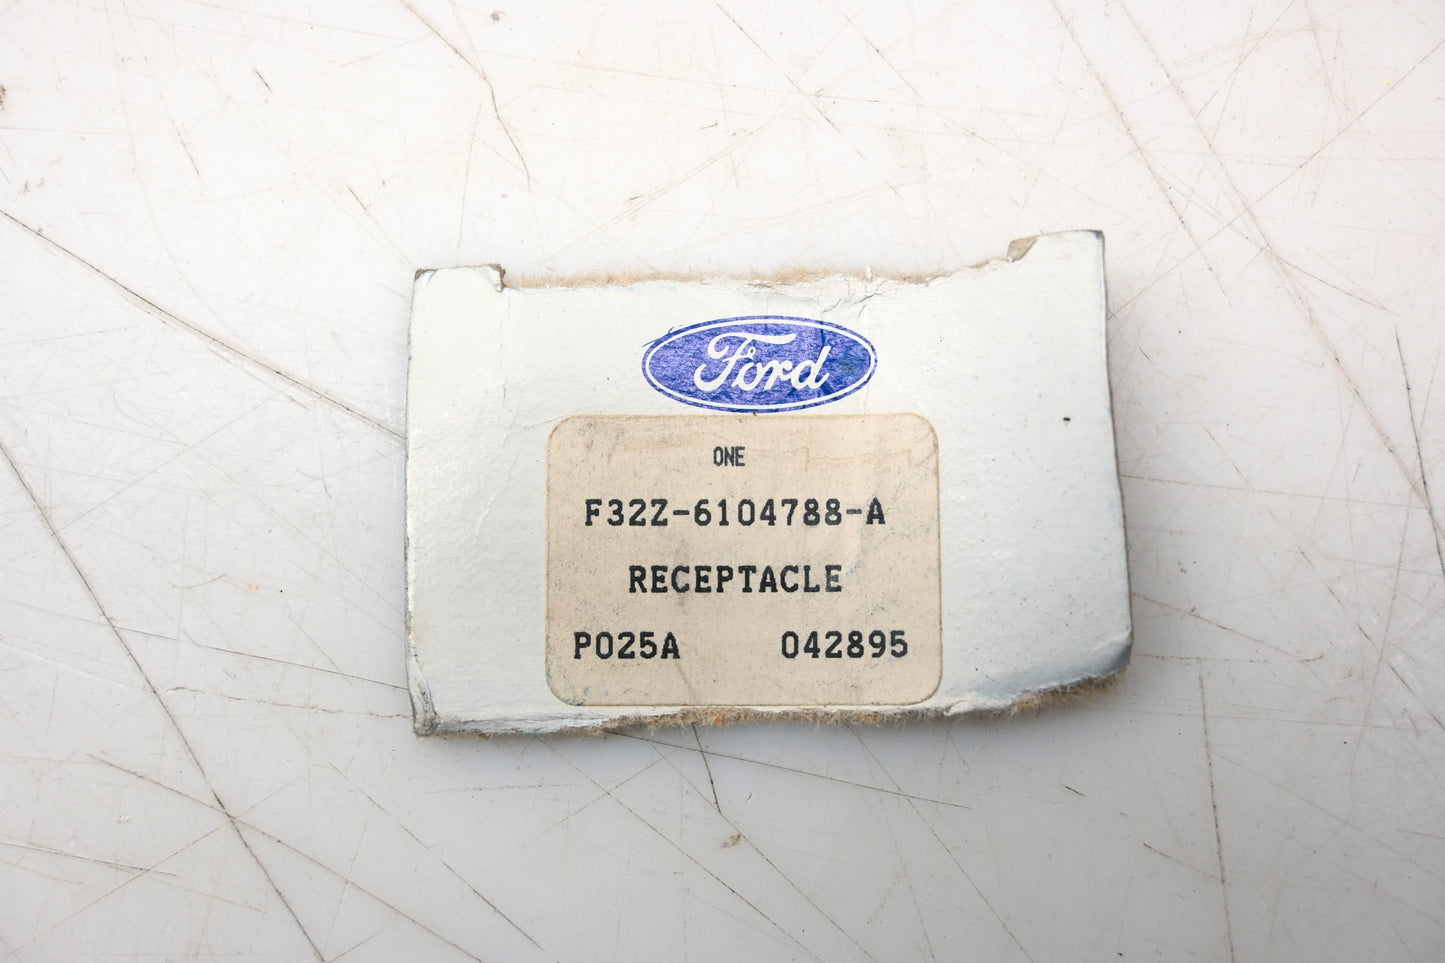 Ford
ONE
F32Z-6104788-A
RECEPTACLE
P025A 042895